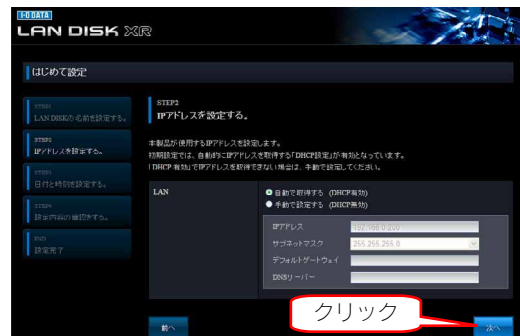 I-O DATA
LAN DISK XR
はじめて設定
STEP1
LAN DISKの名前を設定する。
STEP2
IPアドレスを設定する。
STEP3
日付と時刻を設定する。
STEP4
設定内容の確認をする。
END
設定完了
STEP2
IPアドレスを設定する。
本製品が使用するIPアドレスを設定します。
初期設定では、自動的にIPアドレスを取得する「DHCP設定」が有効となっています。
「DHCP 有効」でIPアドレスを取得できない場合は、手動で設定してください。
LAN
自動で取得する (DHCP有効)
手動で設定する (DHCP無効)
IPアドレス 192.168.0.200
サブネットマスク 255.255.255.0
デフォルトゲートウェイ
DNSサーバー
クリック
前へ
次へ